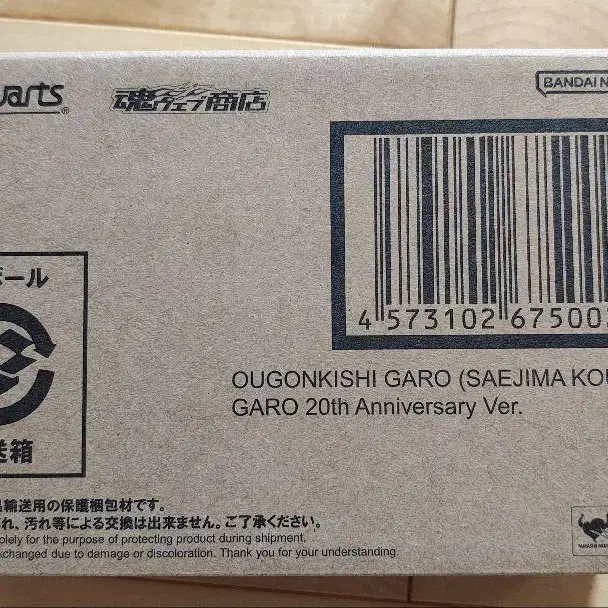 uarts®
魂ウェブ商店
BANDAI N
4 573102 67500
OUGONKISHI GARO (SAEJIMA KOU
GARO 20th Anniversary Ver.
ボール
送箱
輸送用の保護梱包材です。
れ、汚れ等による交換は出来ません。ご了承ください。
olely for the purpose of protecting product during shipment.
xchanged due to damage or discoloration. Thank you for your understanding.